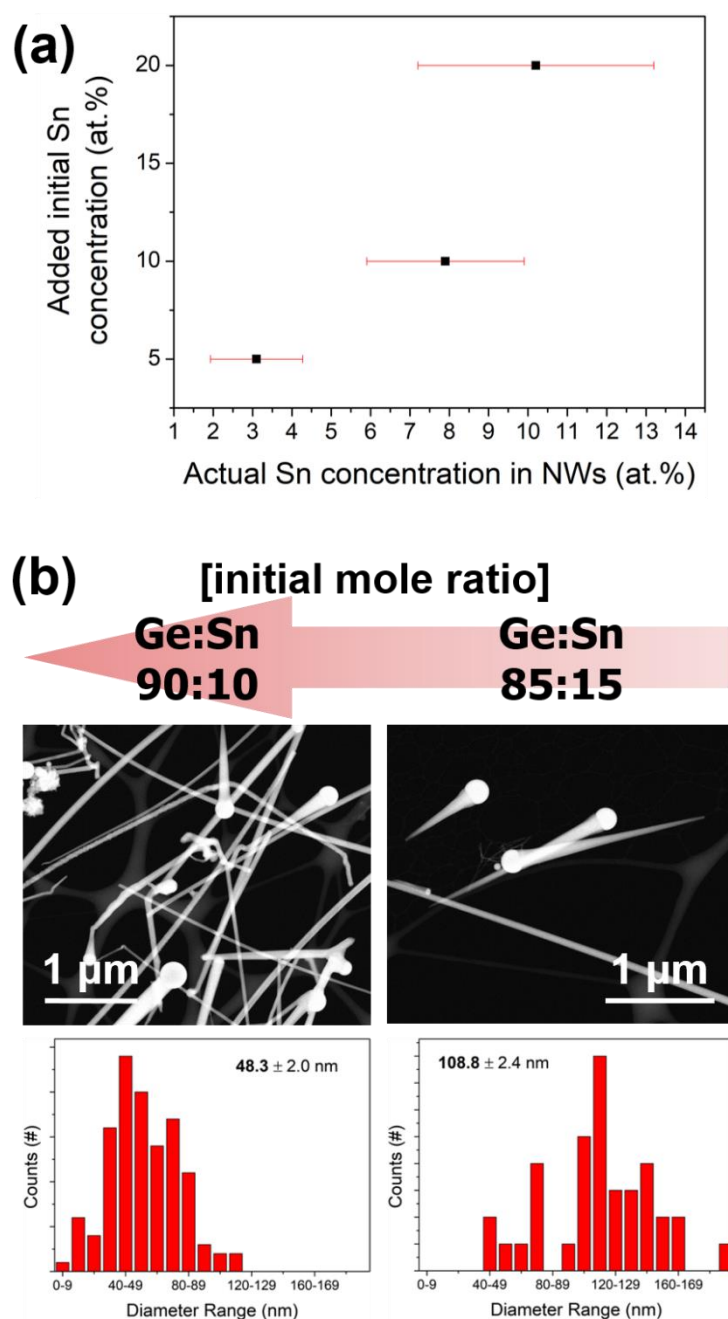 (a)
Added initial Sn
concentration (at.%)
20
15
10
5
1 2 3 4 5 6 7 8 9 10 11 12 13 14
Actual Sn concentration in NWs (at.%)
(b) [initial mole ratio]
Ge:Sn Ge:Sn
90:10 85:15
1 µm 1 µm
48.3 ± 2.0 nm 108.8 ± 2.4 nm
Counts (#) Counts (#)
0-9 40-49 80-89 120-129 160-169 0-9 40-49 80-89 120-129 160-169
Diameter Range (nm) Diameter Range (nm)